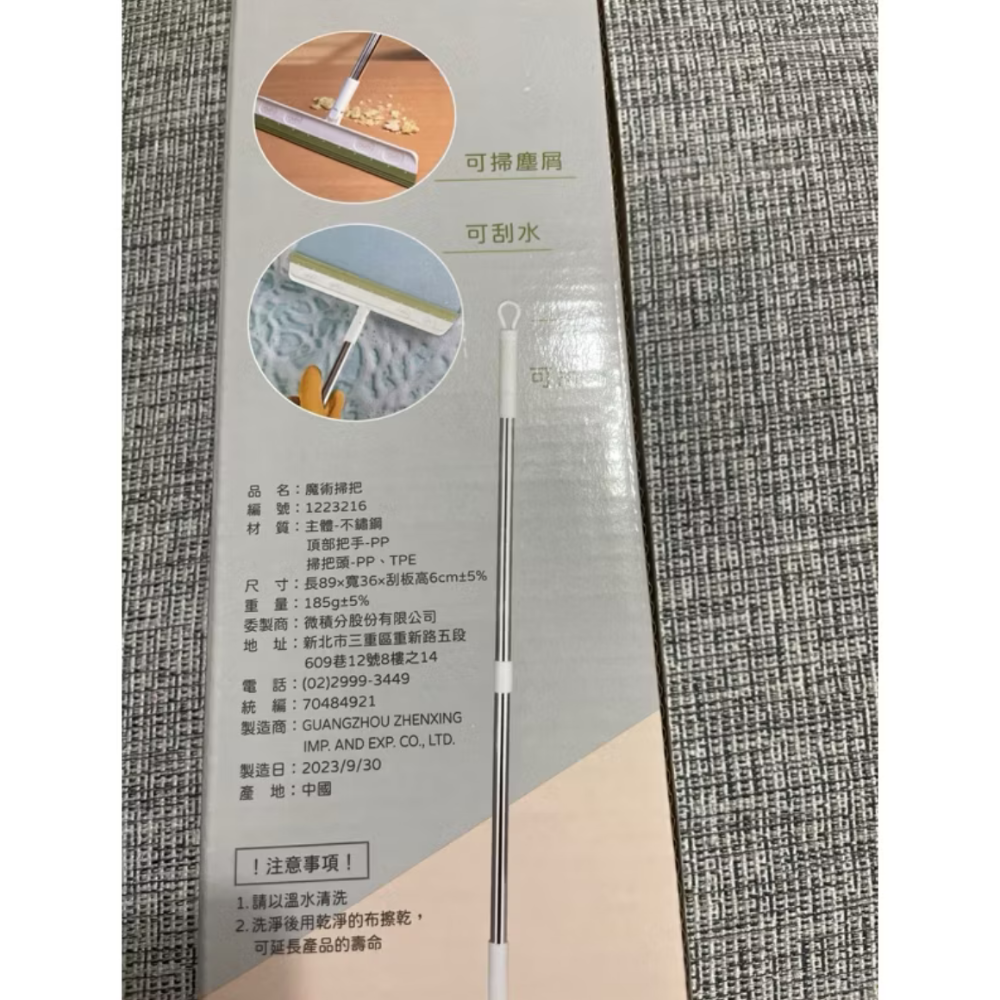 可掃塵屑
可刮水
可
品　名：魔術掃把
編　號：1223216
材　質：主體-不鏽鋼
頂部把手-PP
掃把頭-PP、TPE
尺　寸：長89×寬36×刮板高6cm±5%
重　量：185g±5%
委製商：微積分股份有限公司
地　址：新北市三重區重新路五段
609巷12號8樓之14
電　話：(02)2999-3449
統　編：70484921
製造商：GUANGZHOU ZHENXING
IMP. AND EXP. CO., LTD.
製造日：2023/9/30
產　地：中國
！注意事項！
1.請以溫水清洗
2.洗淨後用乾淨的布擦乾，
可延長產品的壽命